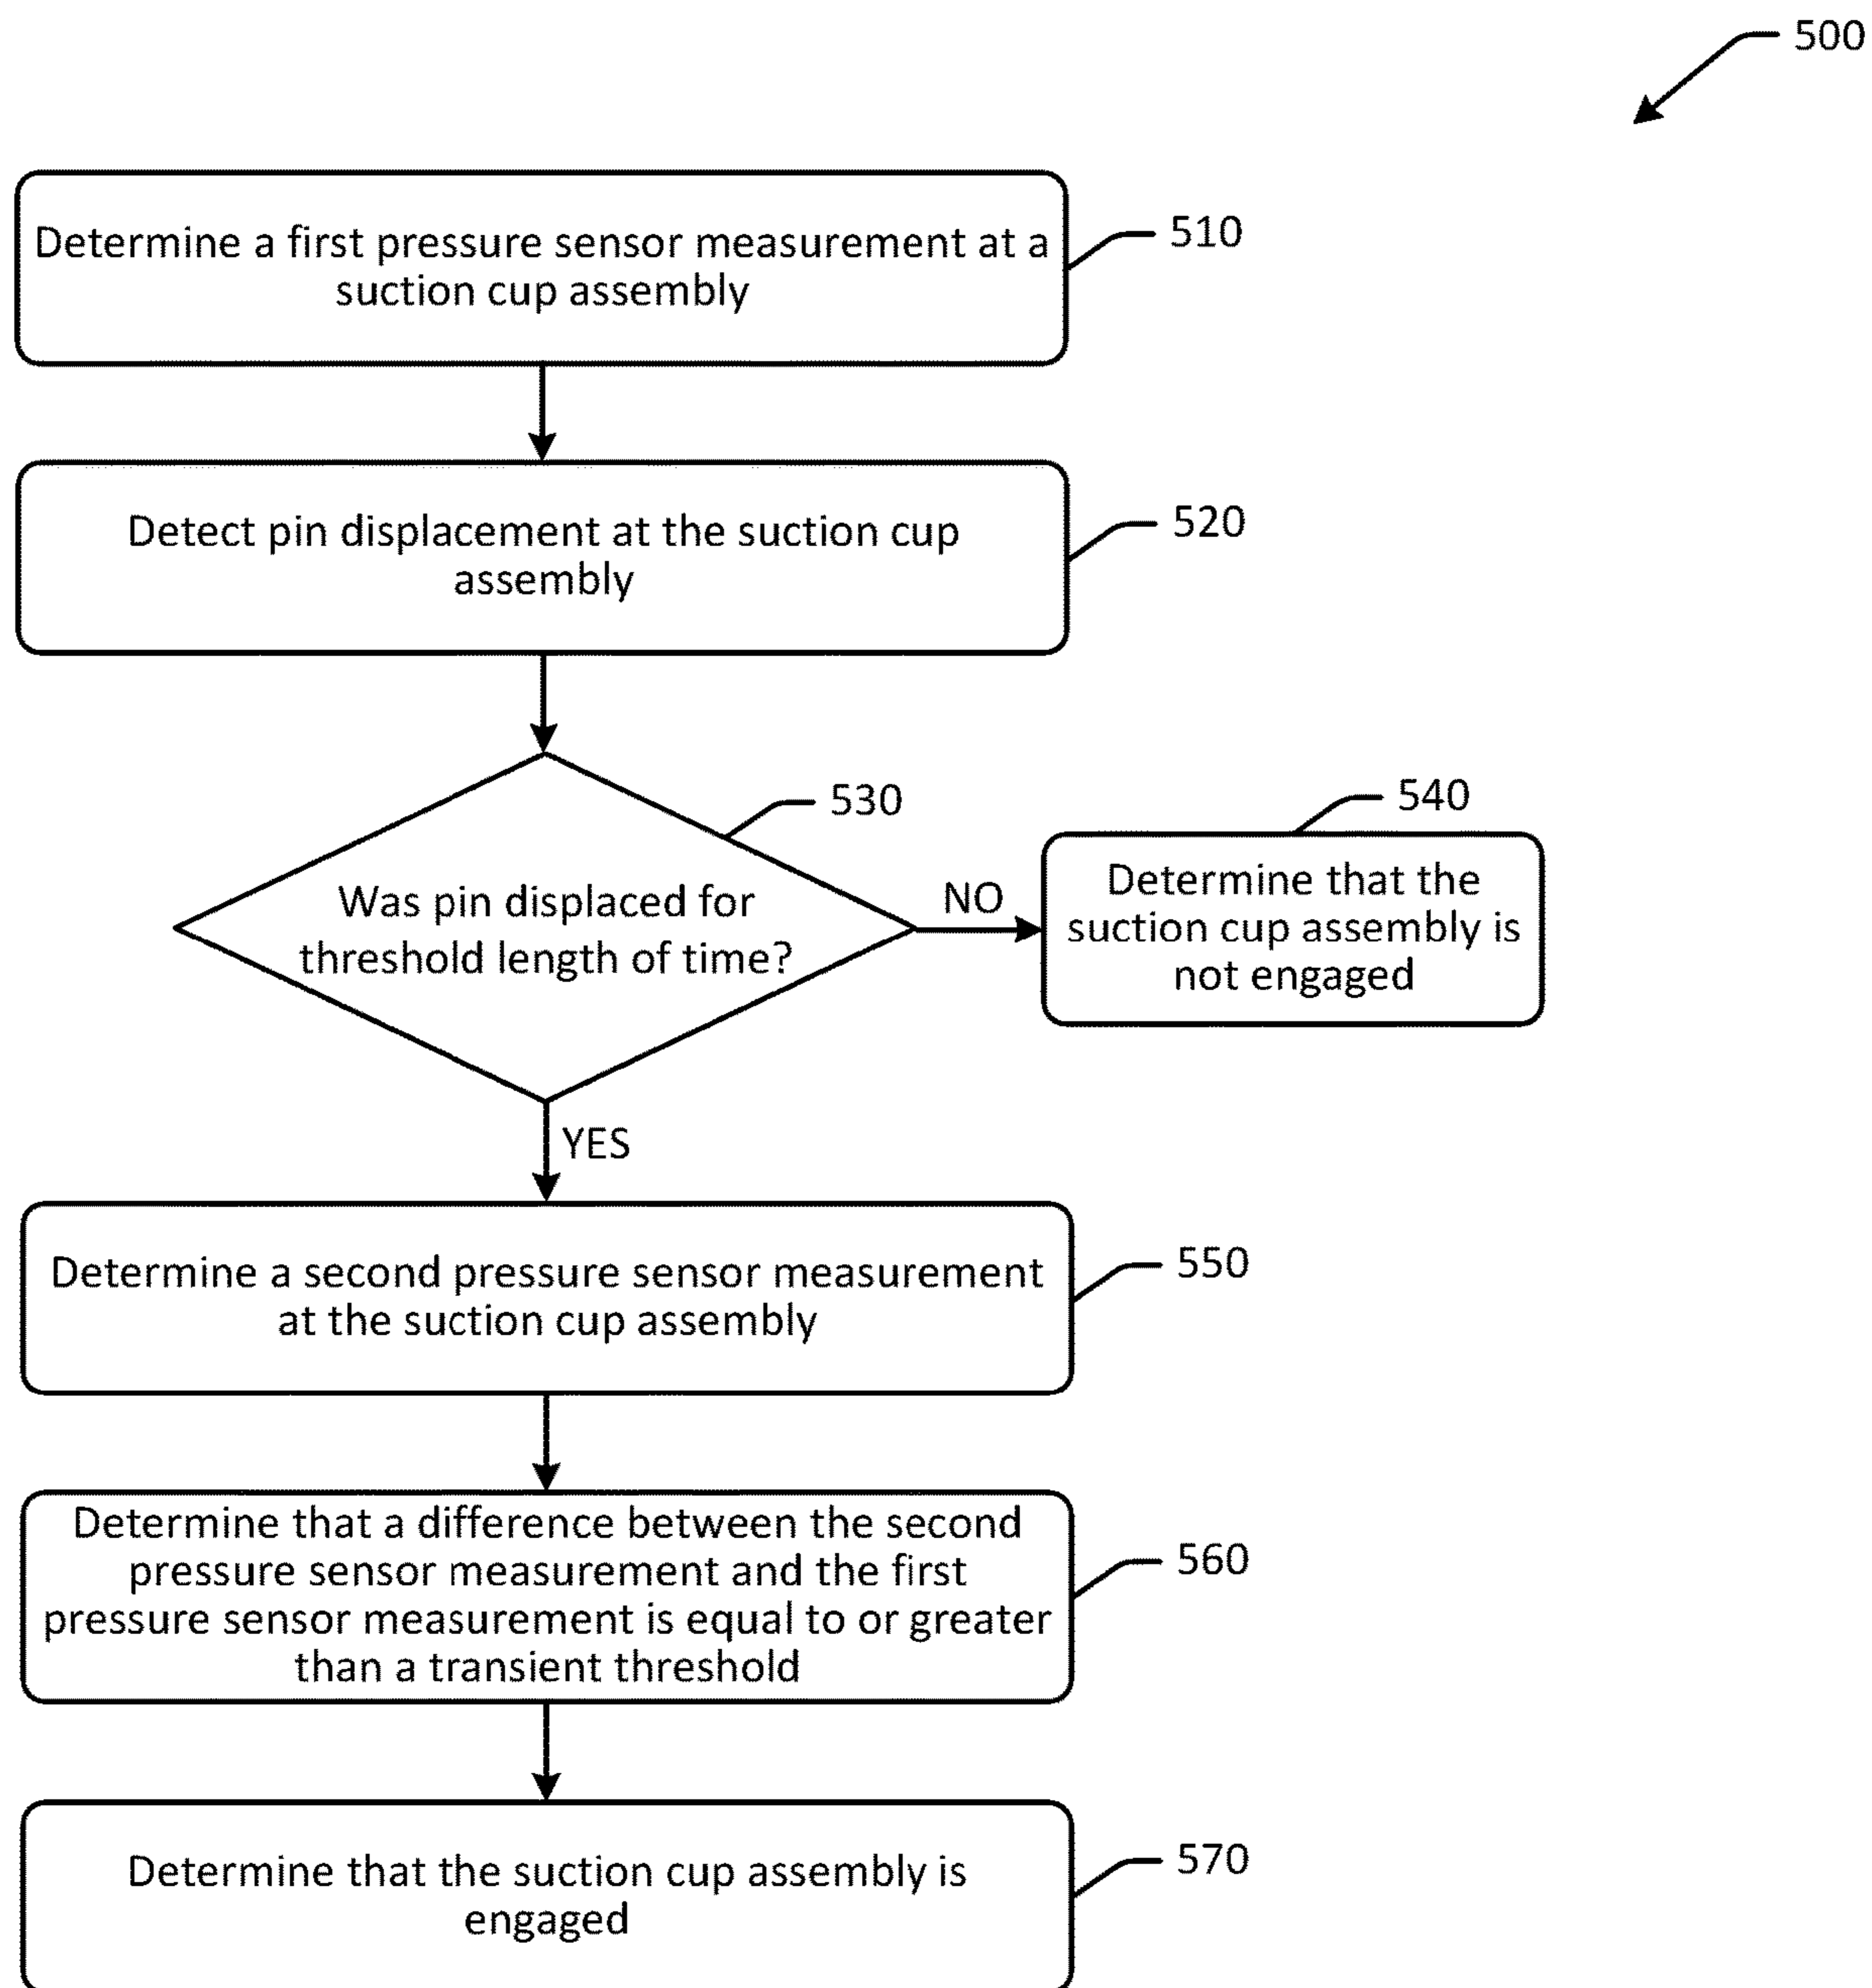 500
Determine a first pressure sensor measurement at a
suction cup assembly
510
Detect pin displacement at the suction cup
assembly
520
530
Was pin displaced for
threshold length of time?
NO
540
Determine that the
suction cup assembly is
not engaged
YES
Determine a second pressure sensor measurement
at the suction cup assembly
550
Determine that a difference between the second
pressure sensor measurement and the first
pressure sensor measurement is equal to or greater
than a transient threshold
560
Determine that the suction cup assembly is
engaged
570